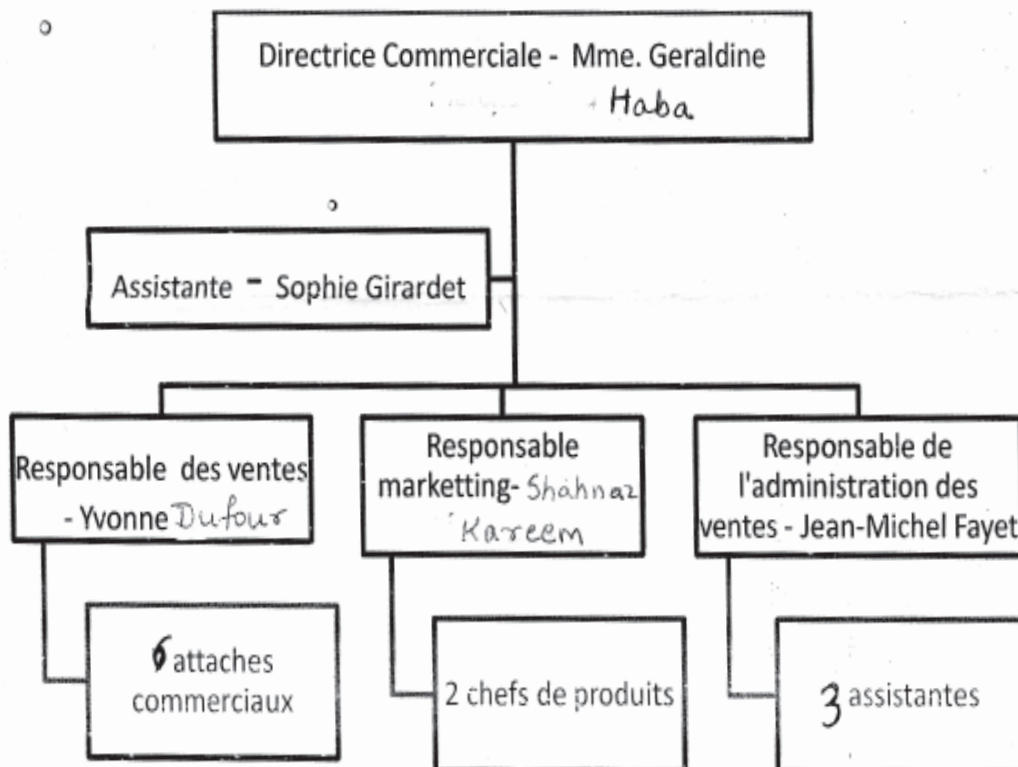 Directrice Commerciale - Mme. Geraldine
Haba
Assistante - Sophie Girardet
Responsable des ventes
- Yvonne Dufour
Responsable
marketting- Shahnaz
Kareem
Responsable de
l'administration des
ventes - Jean-Michel Fayet
6 attaches
commerciaux
2 chefs de produits
3 assistantes